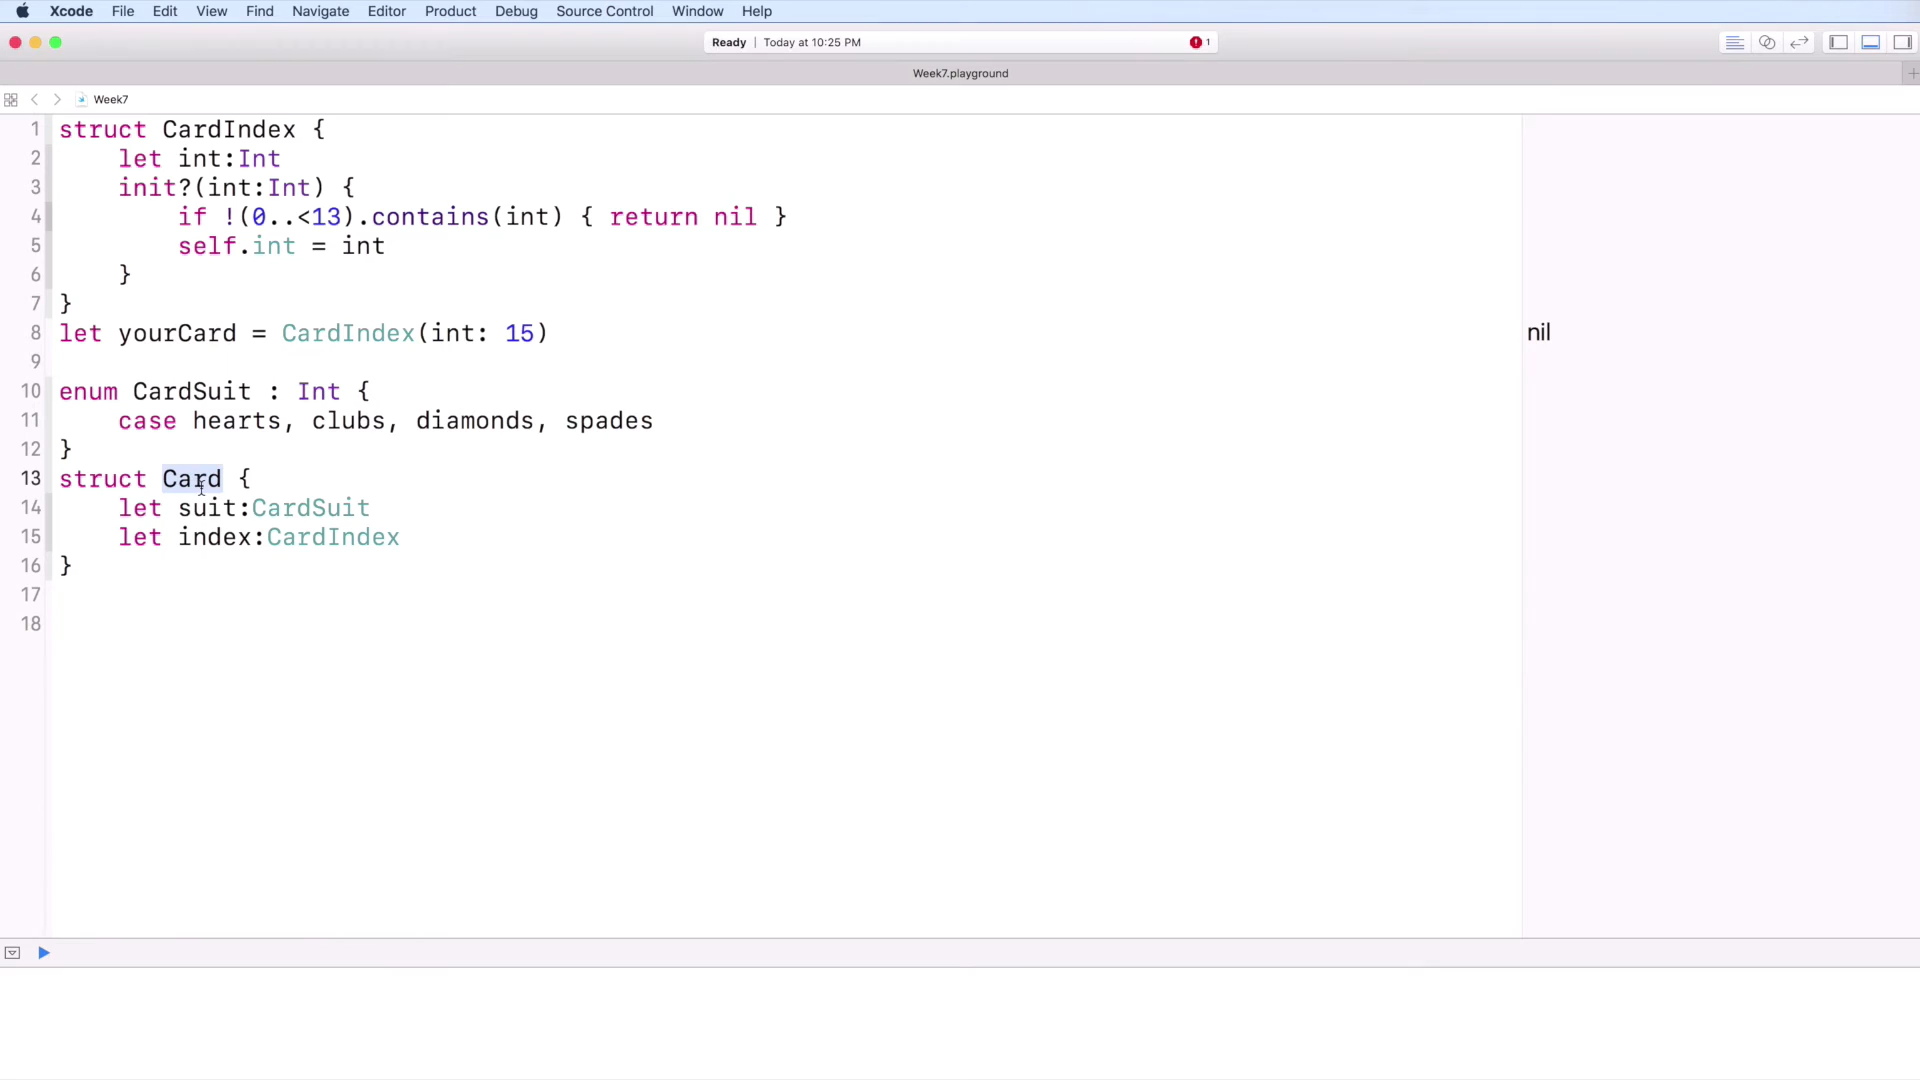 Xcode File Edit View Find Navigate Editor Product Debug Source Control Window Help
Ready | Today at 10:25 PM 1
Week7.playground
Week7
1 struct CardIndex {
2 let int:Int
3 init?(int:Int) {
4 if !(0..<13).contains(int) { return nil }
5 self.int = int
6 }
7 }
8 let yourCard = CardIndex(int: 15) nil
9
10 enum CardSuit : Int {
11 case hearts, clubs, diamonds, spades
12 }
13 struct Card {
14 let suit:CardSuit
15 let index:CardIndex
16 }
17
18